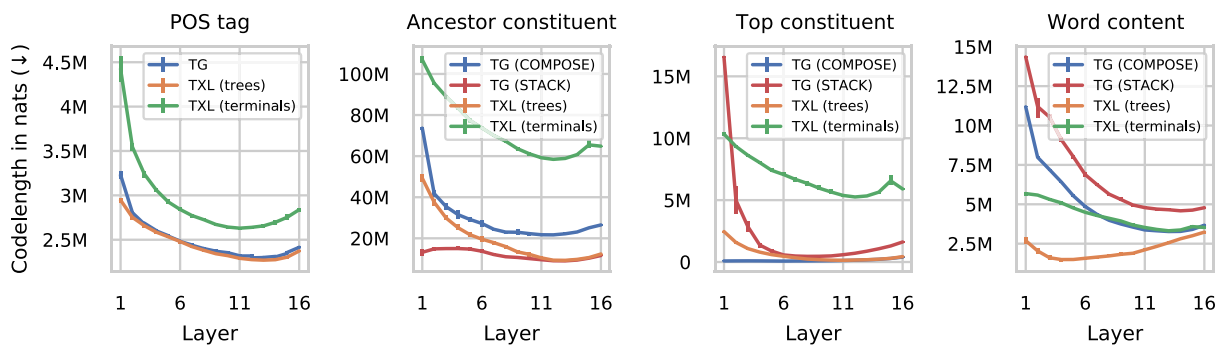 POS tag
Ancestor constituent
Top constituent
Word content
Codelength in nats (↓)
4.5M
4M
3.5M
3M
2.5M
TG
TXL (trees)
TXL (terminals)
1 6 11 16
Layer
100M
80M
60M
40M
20M
TG (COMPOSE)
TG (STACK)
TXL (trees)
TXL (terminals)
1 6 11 16
Layer
15M
10M
5M
0
TG (COMPOSE)
TG (STACK)
TXL (trees)
TXL (terminals)
1 6 11 16
Layer
15M
12.5M
10M
7.5M
5M
2.5M
TG (COMPOSE)
TG (STACK)
TXL (trees)
TXL (terminals)
1 6 11 16
Layer